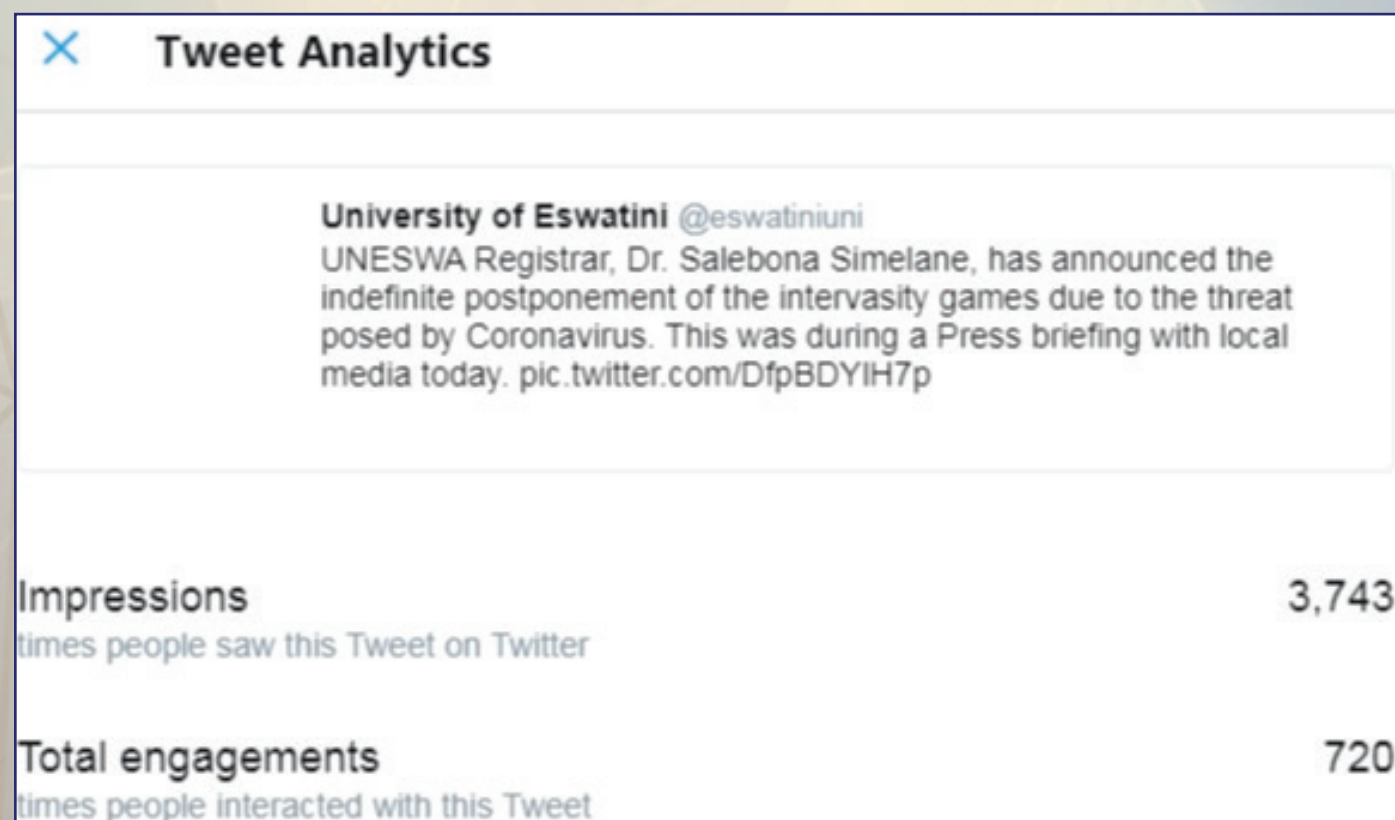 Tweet Analytics
University of Eswatini @eswatiniuni
UNESWA Registrar, Dr. Salebona Simelane, has announced the
indefinite postponement of the intervasity games due to the threat
posed by Coronavirus. This was during a Press briefing with local
media today. pic.twitter.com/DfpBDYIH7p
Impressions 3,743
times people saw this Tweet on Twitter
Total engagements 720
times people interacted with this Tweet